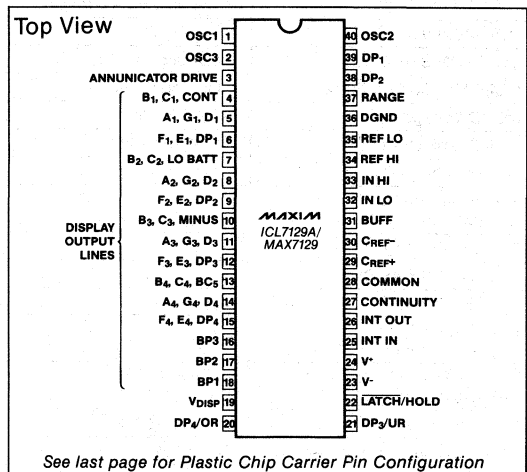 Top View
OSC1 1
OSC3 2
ANNUNICATOR DRIVE 3
B1, C1, CONT 4
A1, G1, D1 5
F1, E1, DP1 6
B2, C2, LO BATT 7
A2, G2, D2 8
F2, E2, DP2 9
B3, C3, MINUS 10
A3, G3, D3 11
F3, E3, DP3 12
B4, C4, BC5 13
A4, G4, D4 14
F4, E4, DP4 15
BP3 16
BP2 17
BP1 18
VDISP 19
DP4/OR 20
DISPLAY
OUTPUT
LINES
MAXIM
ICL7129A/
MAX7129
40 OSC2
39 DP1
38 DP2
37 RANGE
36 DGND
35 REF LO
34 REF HI
33 IN HI
32 IN LO
31 BUFF
30 CREF-
29 CREF+
28 COMMON
27 CONTINUITY
26 INT OUT
25 INT IN
24 V+
23 V-
22 LATCH/HOLD
21 DP3/UR
See last page for Plastic Chip Carrier Pin Configuration